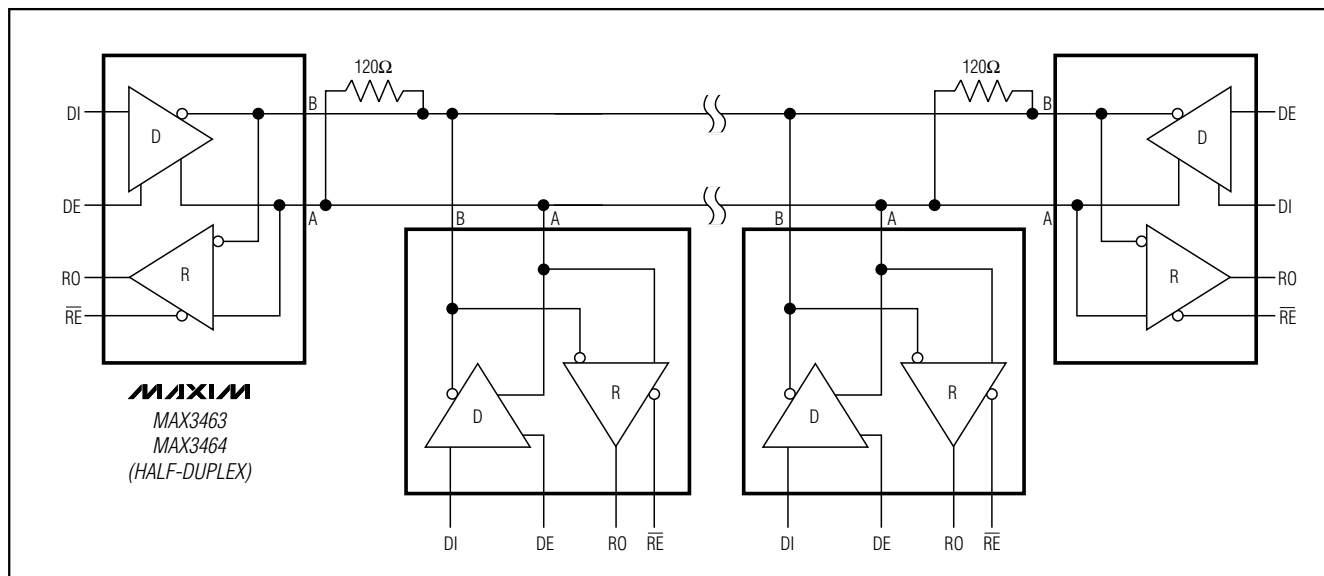 120Ω
120Ω
B
B
DI
DE
D
D
DE
A
B
A
B
A
A
DI
R
R
RO
RO
RE
RE
MAXIM
MAX3463
MAX3464
(HALF-DUPLEX)
D
R
D
R
DI
DE
RO
RE
DI
DE
RO
RE